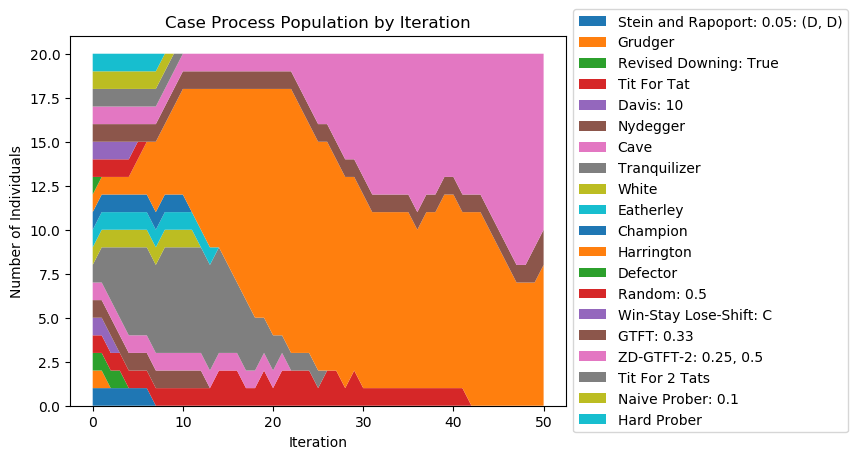 Case Process Population by Iteration
20.0
17.5
15.0
12.5
10.0
7.5
5.0
2.5
0.0
Number of Individuals
0 10 20 30 40 50
Iteration
Stein and Rapoport: 0.05: (D, D)
Grudger
Revised Downing: True
Tit For Tat
Davis: 10
Nydegger
Cave
Tranquilizer
White
Eatherley
Champion
Harrington
Defector
Random: 0.5
Win-Stay Lose-Shift: C
GTFT: 0.33
ZD-GTFT-2: 0.25, 0.5
Tit For 2 Tats
Naive Prober: 0.1
Hard Prober